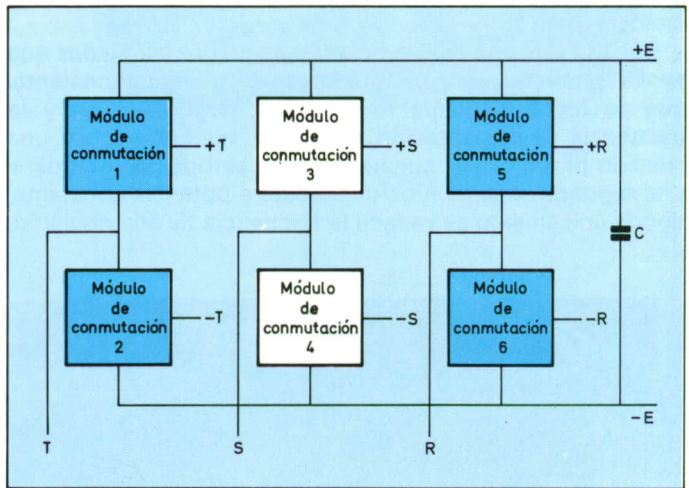 +E
Módulo
de
conmutación
1
+T
Módulo
de
conmutación
3
+S
Módulo
de
conmutación
5
+R
C
Módulo
de
conmutación
2
-T
Módulo
de
conmutación
4
-S
Módulo
de
conmutación
6
-R
-E
T
S
R